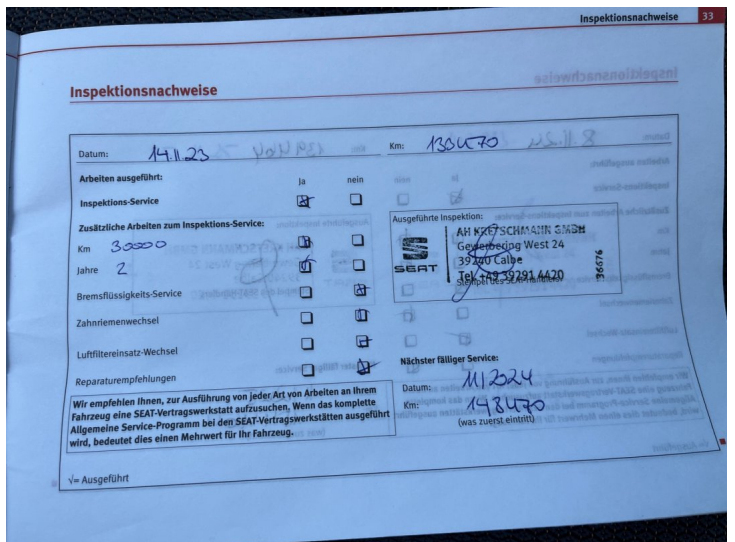 Inspektionsnachweise 33
Inspektionsnachweise
Datum: 14.11.23 Km: 130470
Arbeiten ausgeführt:
Ja nein
Inspektions-Service
Zusätzliche Arbeiten zum Inspektions-Service:
Km 30000
Jahre 2
Bremsflüssigkeits-Service
Zahnriemenwechsel
Luftfiltereinsatz-Wechsel
Reparaturempfehlungen
Ausgeführte Inspektion:
SEAT
AH KRETSCHMANN GMBH
Gewerbering West 24
39240 Calbe
Tel. +49 39291 4420
Stempel des SEAT-Händlers
96676
Nächster fälliger Service:
Datum: 11/2024
Km: 148470
(was zuerst eintritt)
Wir empfehlen Ihnen, zur Ausführung von jeder Art von Arbeiten an Ihrem
Fahrzeug eine SEAT-Vertragswerkstatt aufzusuchen. Wenn das komplette
Allgemeine Service-Programm bei den SEAT-Vertragswerkstätten ausgeführt
wird, bedeutet dies einen Mehrwert für Ihr Fahrzeug.
√= Ausgeführt